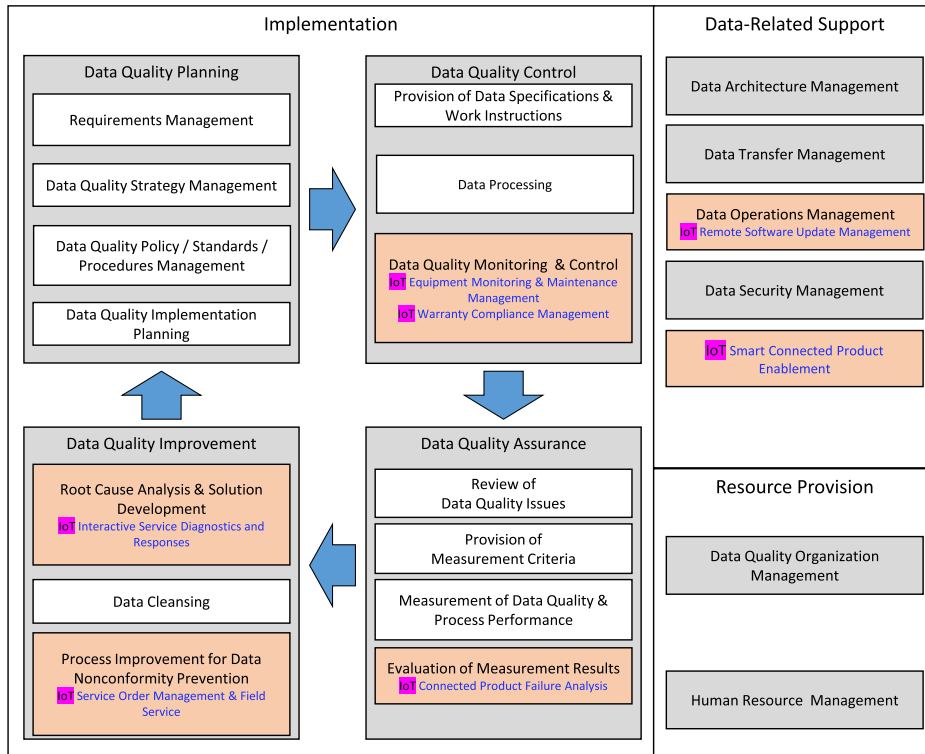 Implementation
Data Quality Planning
Requirements Management
Data Quality Strategy Management
Data Quality Policy / Standards /
Procedures Management
Data Quality Implementation
Planning
Data Quality Control
Provision of Data Specifications &
Work Instructions
Data Processing
Data Quality Monitoring & Control
IoT Equipment Monitoring & Maintenance
Management
IoT Warranty Compliance Management
Data Quality Improvement
Root Cause Analysis & Solution
Development
IoT Interactive Service Diagnostics and
Responses
Data Cleansing
Process Improvement for Data
Nonconformity Prevention
IoT Service Order Management & Field
Service
Data Quality Assurance
Review of
Data Quality Issues
Provision of
Measurement Criteria
Measurement of Data Quality &
Process Performance
Evaluation of Measurement Results
IoT Connected Product Failure Analysis
Data-Related Support
Data Architecture Management
Data Transfer Management
Data Operations Management
IoT Remote Software Update Management
Data Security Management
IoT Smart Connected Product
Enablement
Resource Provision
Data Quality Organization
Management
Human Resource Management